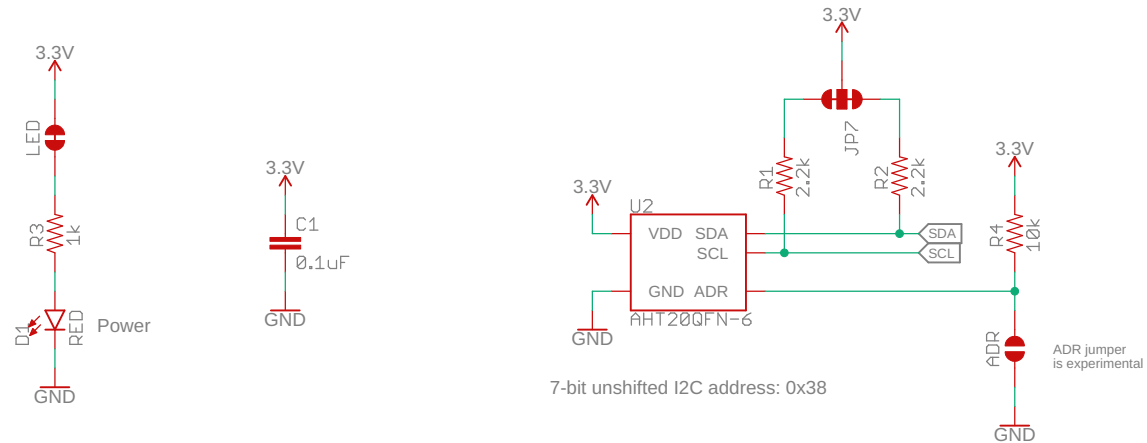 3.3V
LED
R3
1k
D1
RED
Power
GND
3.3V
C1
0.1uF
GND
3.3V
JP7
R1
2.2k
R2
2.2k
3.3V
U2
VDD
SDA
SCL
GND
ADR
AHT20QFN-6
GND
SDA
SCL
3.3V
R4
10k
ADR
ADR jumper
is experimental
GND
7-bit unshifted I2C address: 0x38